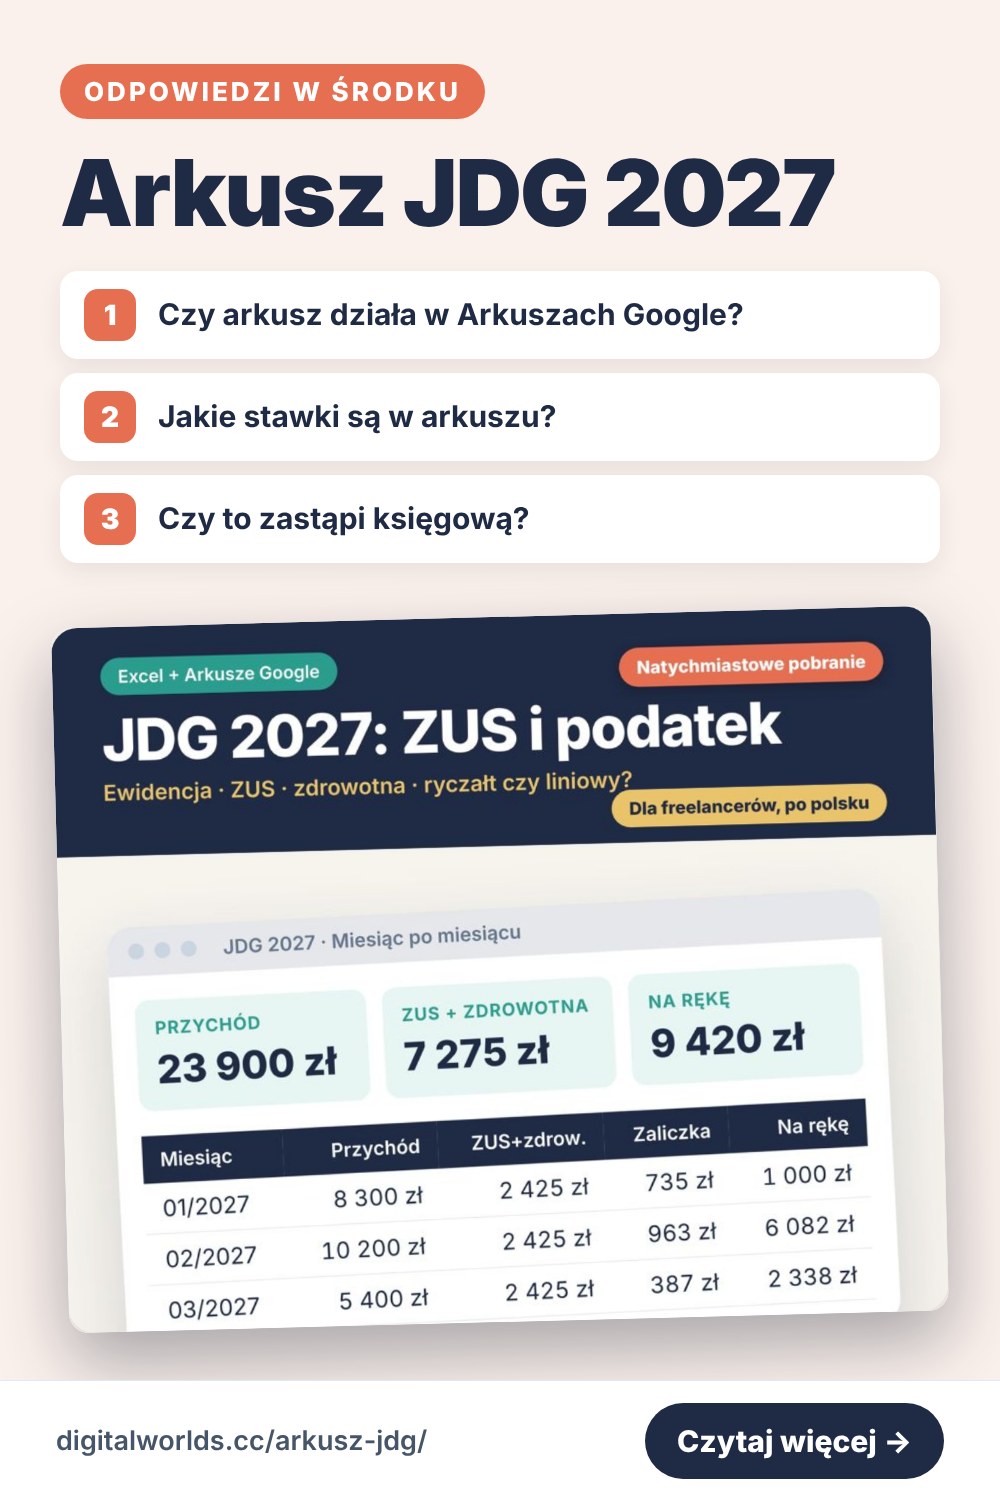 ODPOWIEDZI W ŚRODKU
Arkusz JDG 2027
1 Czy arkusz działa w Arkuszach Google?
2 Jakie stawki są w arkuszu?
3 Czy to zastąpi księgową?
Excel + Arkusze Google
Natychmiastowe pobranie
JDG 2027: ZUS i podatek
Ewidencja · ZUS · zdrowotna · ryczałt czy liniowy?
Dla freelancerów, po polsku
JDG 2027 · Miesiąc po miesiącu
PRZYCHÓD ZUS + ZDROWOTNA NA RĘKĘ
23 900 zł 7 275 zł 9 420 zł
Miesiąc Przychód ZUS+zdrow. Zaliczka Na rękę
01/2027 8 300 zł 2 425 zł 735 zł 1 000 zł
02/2027 10 200 zł 2 425 zł 963 zł 6 082 zł
03/2027 5 400 zł 2 425 zł 387 zł 2 338 zł
digitalworlds.cc/arkusz-jdg/
Czytaj więcej →